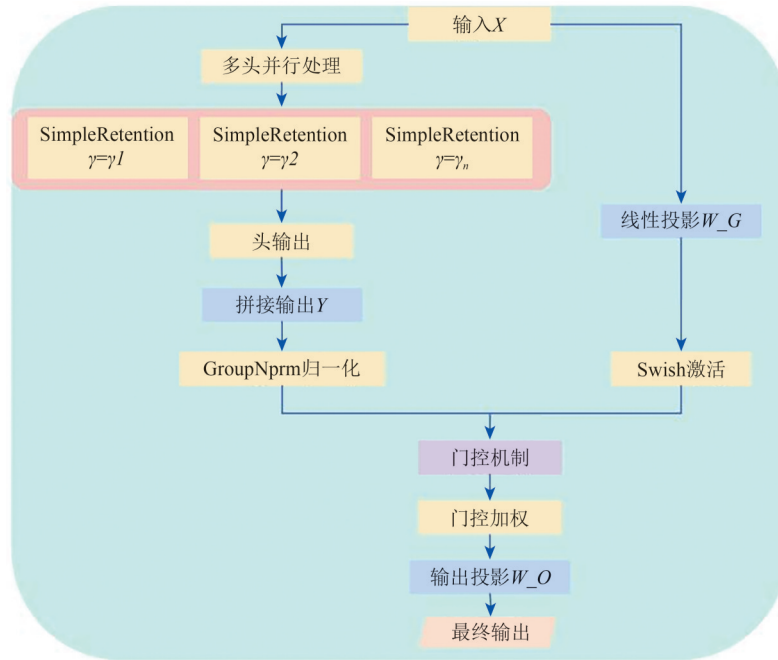 输入X
多头并行处理
SimpleRetention
γ=γ1
SimpleRetention
γ=γ2
SimpleRetention
γ=γn
头输出
线性投影W_G
拼接输出Y
GroupNprm归一化
Swish激活
门控机制
门控加权
输出投影W_O
最终输出